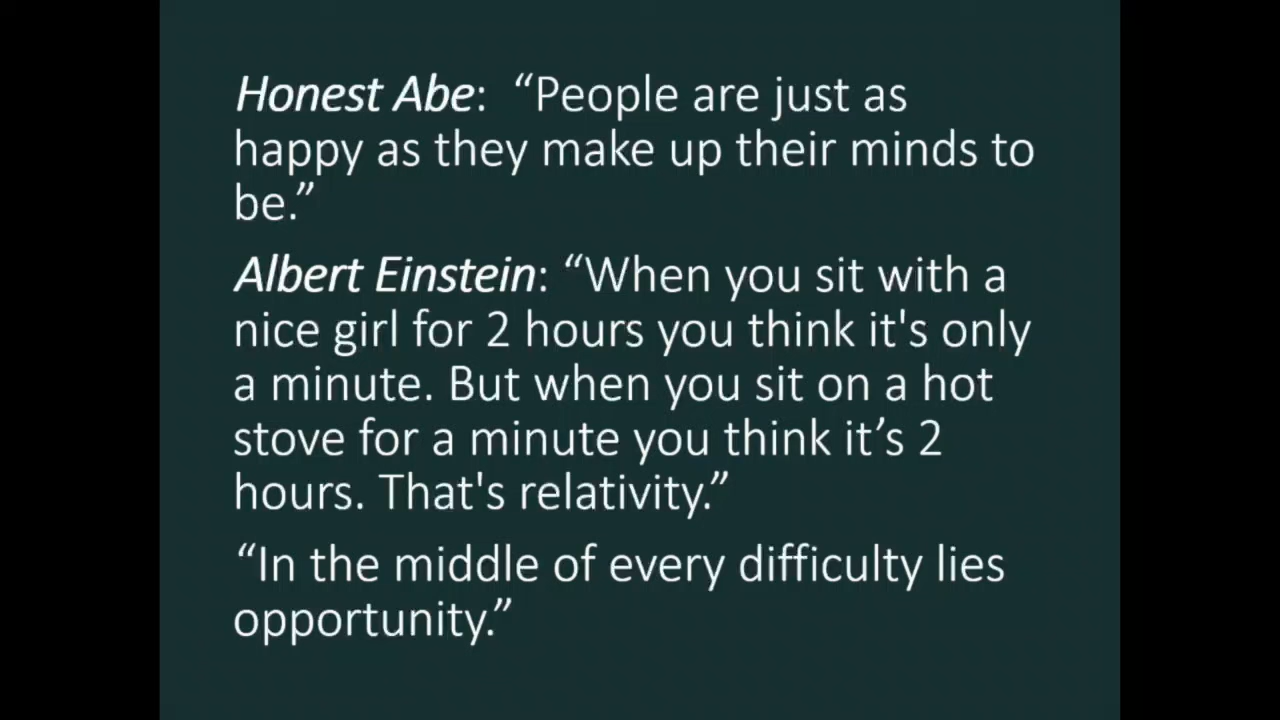 Honest Abe:  “People are just as
happy as they make up their minds to
be.”
Albert Einstein: “When you sit with a
nice girl for 2 hours you think it's only
a minute. But when you sit on a hot
stove for a minute you think it’s 2
hours. That's relativity.”
“In the middle of every difficulty lies
opportunity.”